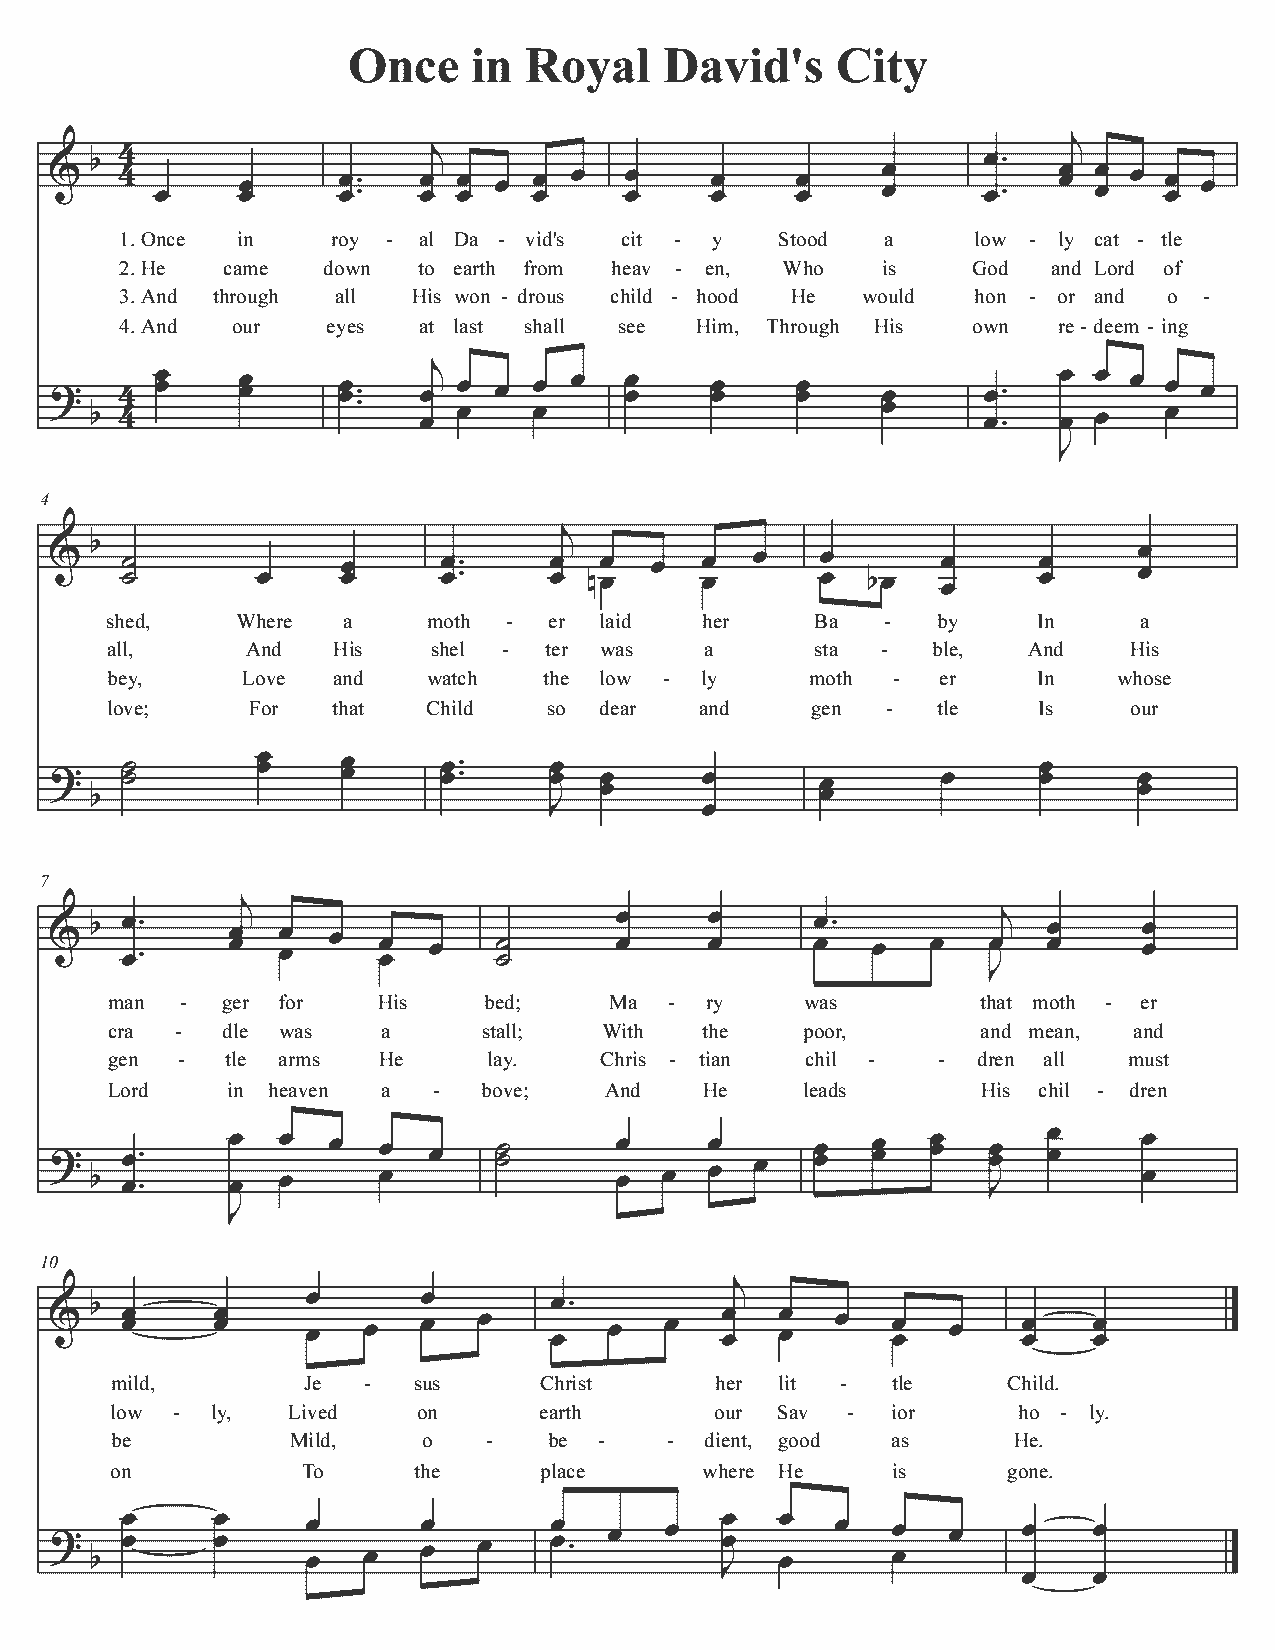 Once in Royal David's City
1. Once in roy - al Da - vid's cit - y Stood a low - ly cat - tle
2. He came down to earth from heav - en, Who is God and Lord of
3. And through all His won - drous child - hood He would hon - or and o -
4. And our eyes at last shall see Him, Through His own re - deem - ing
4
shed, Where a moth - er laid her Ba - by In a
all, And His shel - ter was a sta - ble, And His
bey, Love and watch the low - ly moth - er In whose
love; For that Child so dear and gen - tle Is our
7
man - ger for His bed; Ma - ry was that moth - er
cra - dle was a stall; With the poor, and mean, and
gen - tle arms He lay. Chris - tian chil - - dren all must
Lord in heaven a - bove; And He leads His chil - dren
10
mild, Je - sus Christ her lit - tle Child.
low - ly, Lived on earth our Sav - ior ho - ly.
be Mild, o - be - - dient, good as He.
on To the place where He is gone.